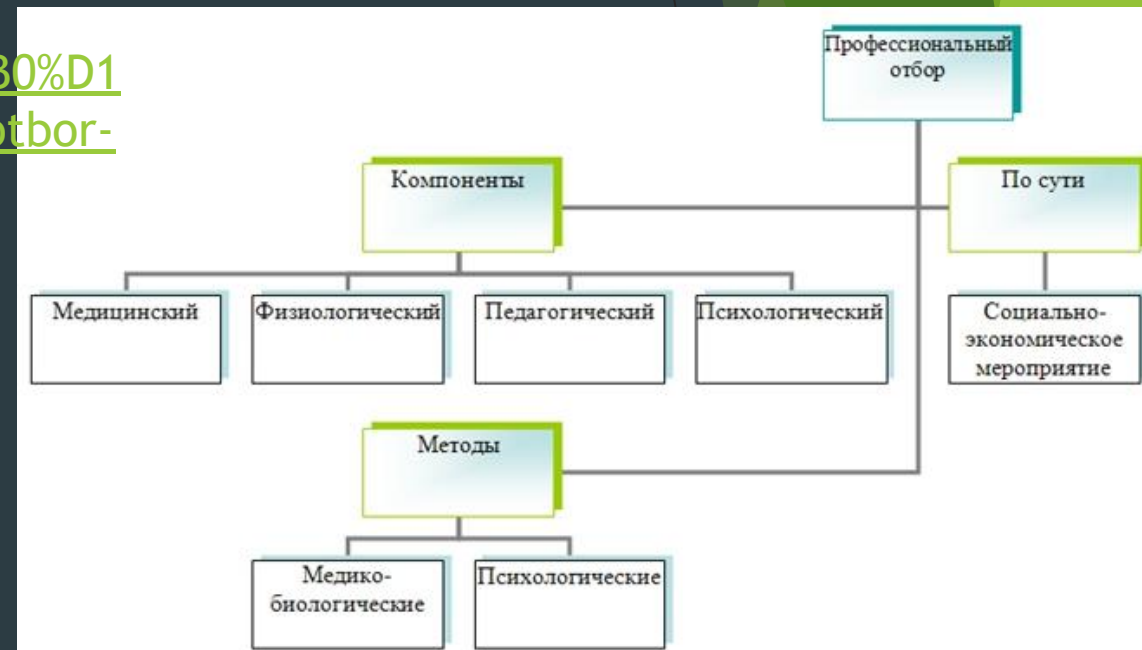 30%D1
otbor-
Профессиональный
отбор
Компоненты
По сути
Медицинский
Физиологический
Педагогический
Психологический
Социально-
экономическое
мероприятие
Методы
Медико-
биологические
Психологические